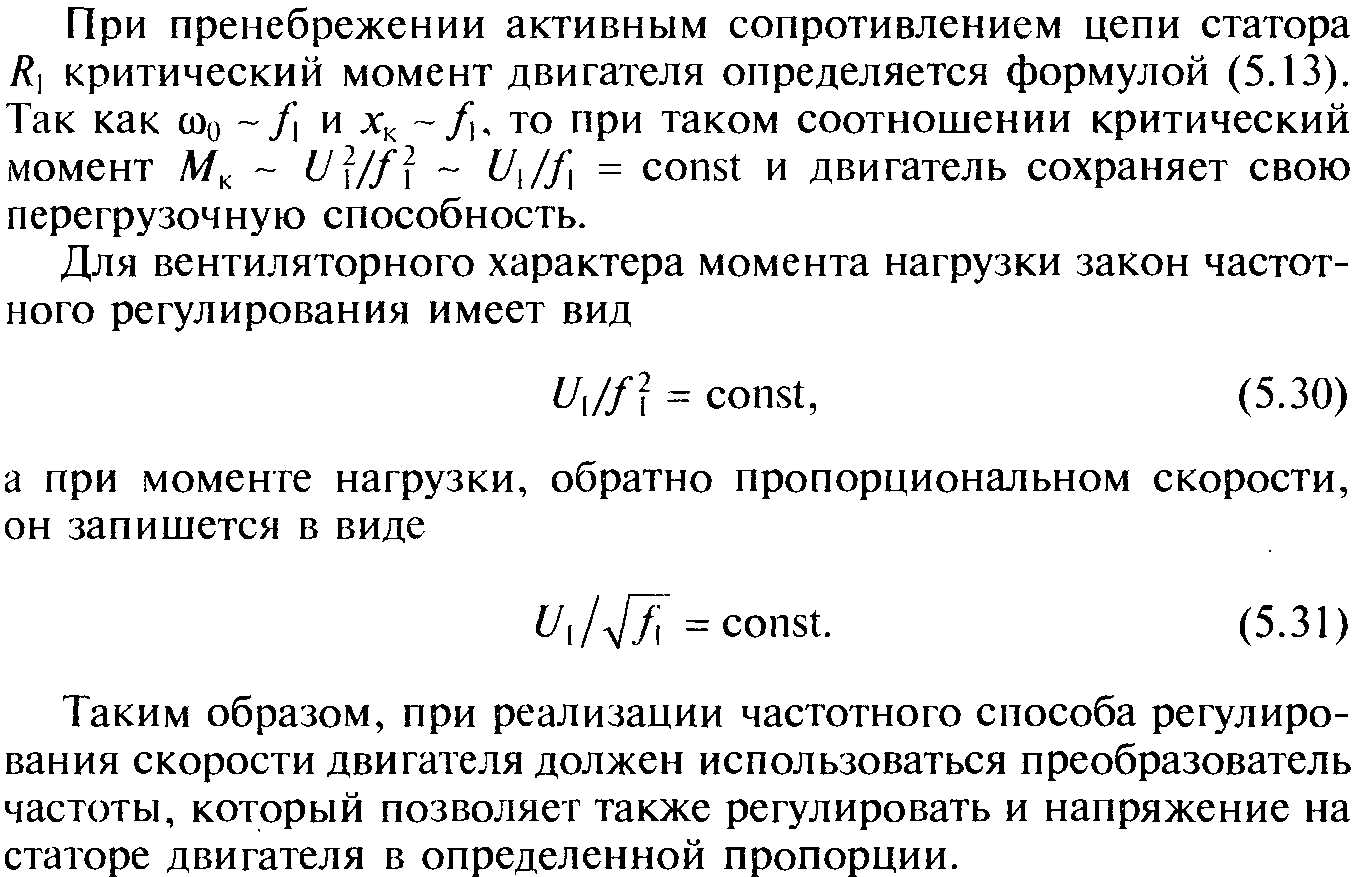 При пренебрежении активным сопротивлением цепи статора
R₁ критический момент двигателя определяется формулой (5.13).
Так как ω₀ ~ f₁ и xₖ ~ f₁, то при таком соотношении критический
момент Mₖ ~ U₁²/f₁² ~ U₁/f₁ = const и двигатель сохраняет свою
перегрузочную способность.
Для вентиляторного характера момента нагрузки закон частот-
ного регулирования имеет вид
U₁/f₁² = const, (5.30)
а при моменте нагрузки, обратно пропорциональном скорости,
он запишется в виде
U₁/√f₁ = const. (5.31)
Таким образом, при реализации частотного способа регулиро-
вания скорости двигателя должен использоваться преобразователь
частоты, который позволяет также регулировать и напряжение на
статоре двигателя в определенной пропорции.